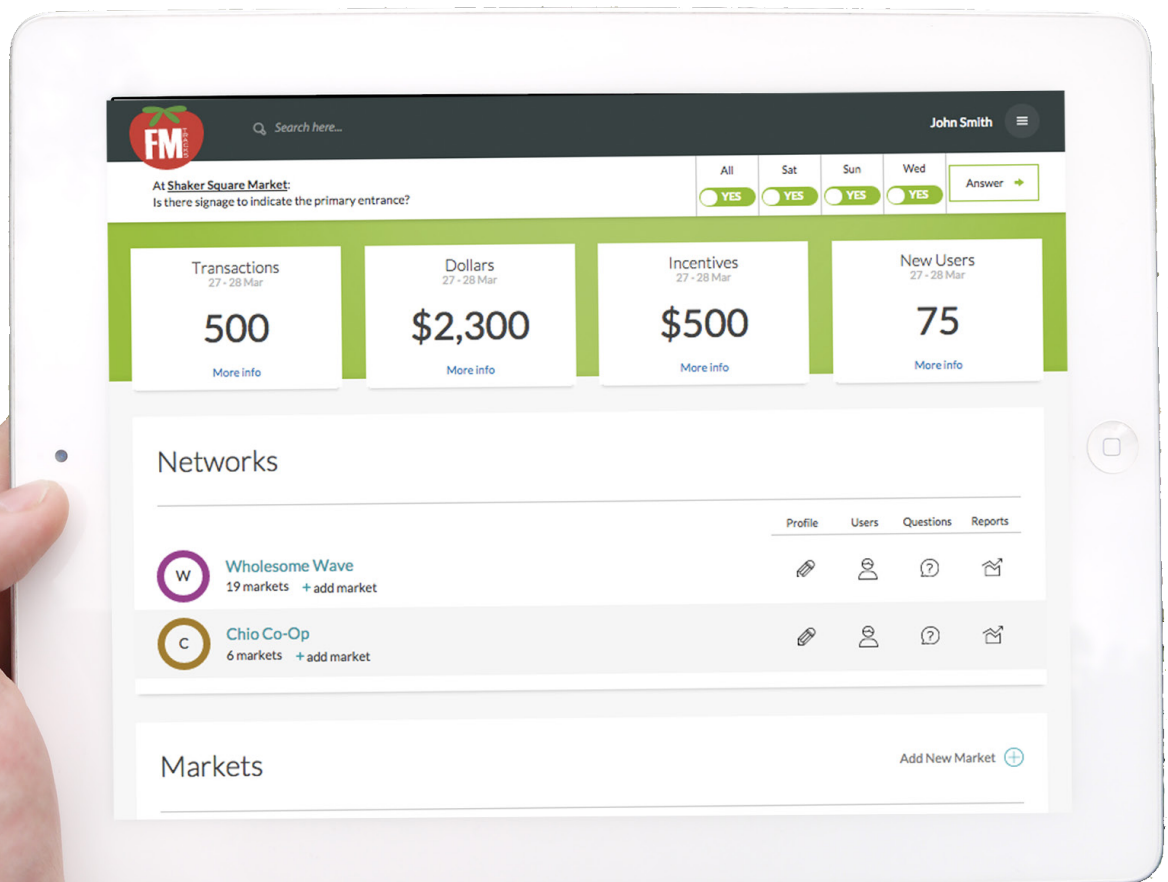 FM
Search here...
John Smith
At Shaker Square Market:
Is there signage to indicate the primary entrance?
All
Sat
Sun
Wed
YES
YES
YES
YES
Answer
Transactions
27 - 28 Mar
500
More info
Dollars
27 - 28 Mar
$2,300
More info
Incentives
27 - 28 Mar
$500
More info
New Users
27 - 28 Mar
75
More info
Networks
Profile Users Questions Reports
W
Wholesome Wave
19 markets + add market
C
Chio Co-Op
6 markets + add market
Markets
Add New Market